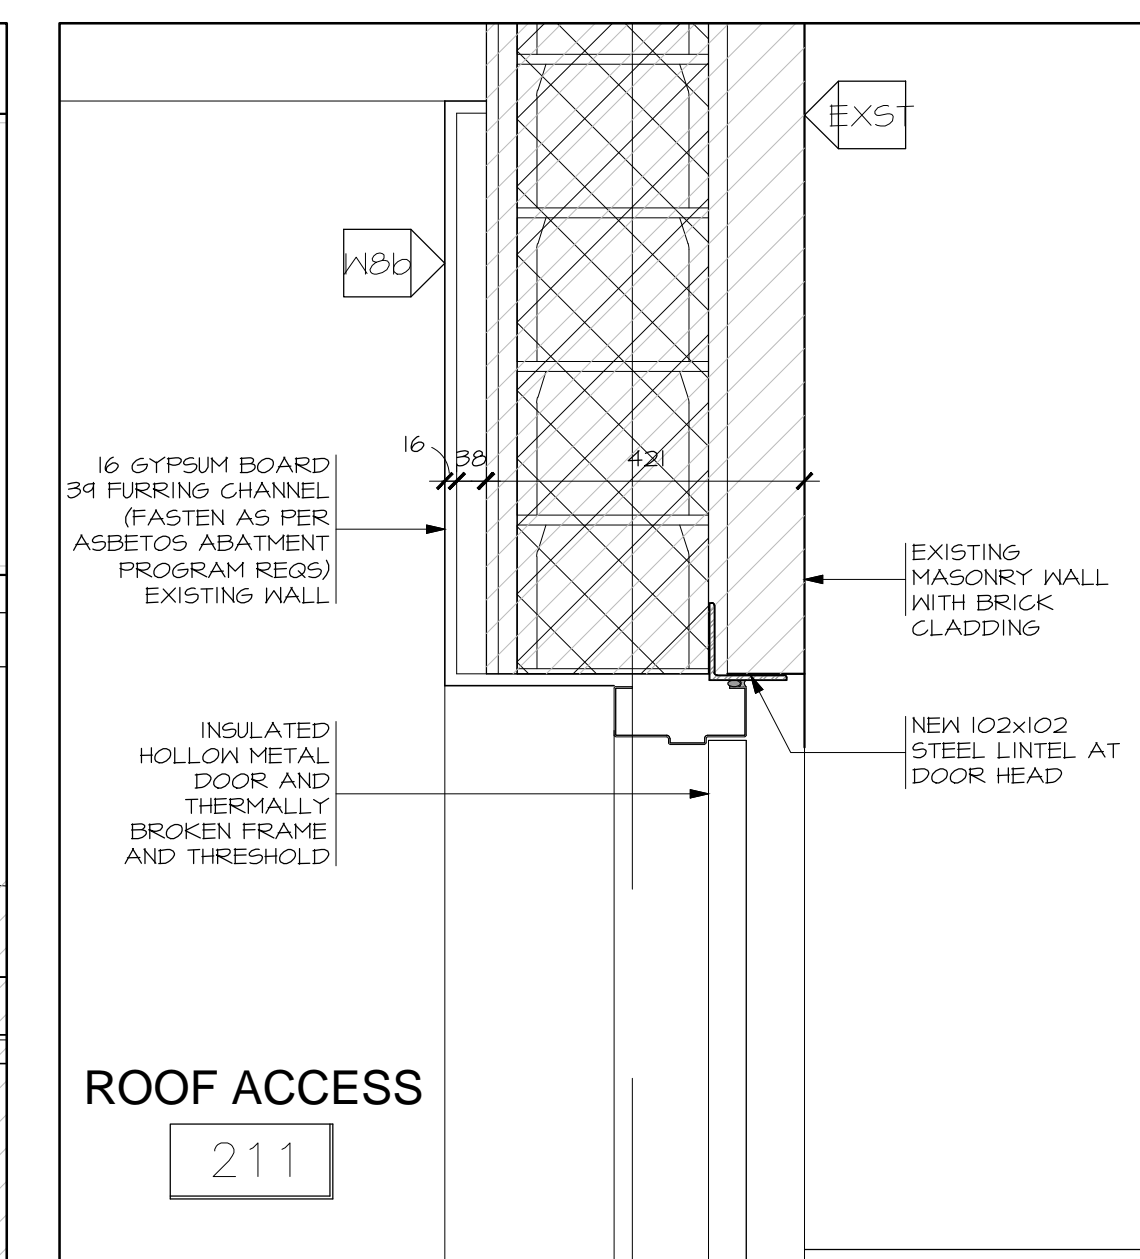 EXST
W8b
16
38
421
16 GYPSUM BOARD
39 FURRING CHANNEL
(FASTEN AS PER
ASBETOS ABATMENT
PROGRAM REQS)
EXISTING WALL
EXISTING
MASONRY WALL
WITH BRICK
CLADDING
INSULATED
HOLLOW METAL
DOOR AND
THERMALLY
BROKEN FRAME
AND THRESHOLD
NEW 102x102
STEEL LINTEL AT
DOOR HEAD
ROOF ACCESS
211